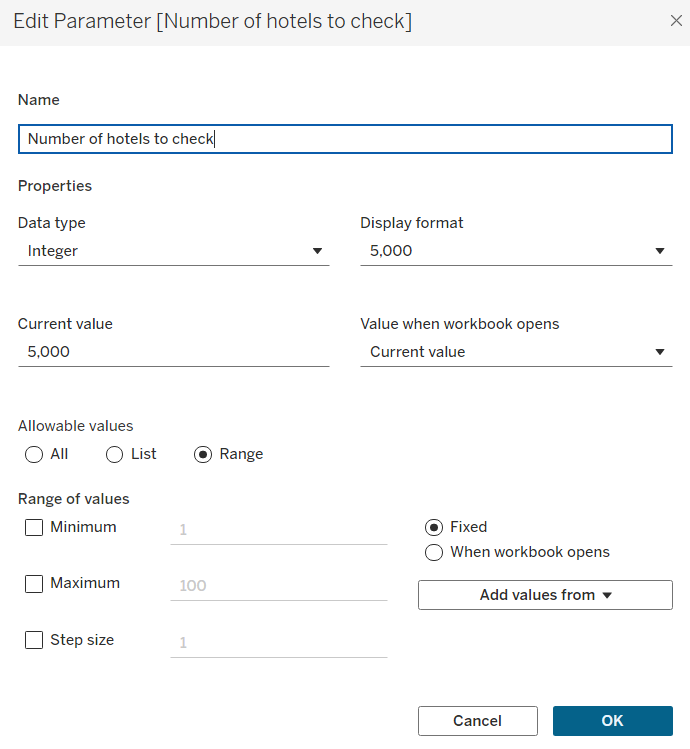 Edit Parameter [Number of hotels to check]
Name
Number of hotels to check
Properties
Data type
Display format
Integer
5,000
Current value
Value when workbook opens
5,000
Current value
Allowable values
All
List
Range
Range of values
Minimum
1
Fixed
When workbook opens
Maximum
100
Add values from
Step size
1
Cancel
OK